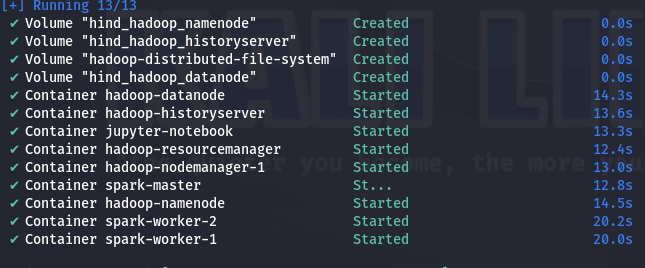 [+] Running 13/13
✔ Volume "hind_hadoop_namenode" Created 0.0s
✔ Volume "hind_hadoop_historyserver" Created 0.0s
✔ Volume "hadoop-distributed-file-system" Created 0.0s
✔ Volume "hind_hadoop_datanode" Created 0.0s
✔ Container hadoop-datanode Started 14.3s
✔ Container hadoop-historyserver Started 13.6s
✔ Container jupyter-notebook Started 13.3s
✔ Container hadoop-resourcemanager Started 12.4s
✔ Container hadoop-nodemanager-1 Started 13.0s
✔ Container spark-master St... 12.8s
✔ Container hadoop-namenode Started 14.5s
✔ Container spark-worker-2 Started 20.2s
✔ Container spark-worker-1 Started 20.0s